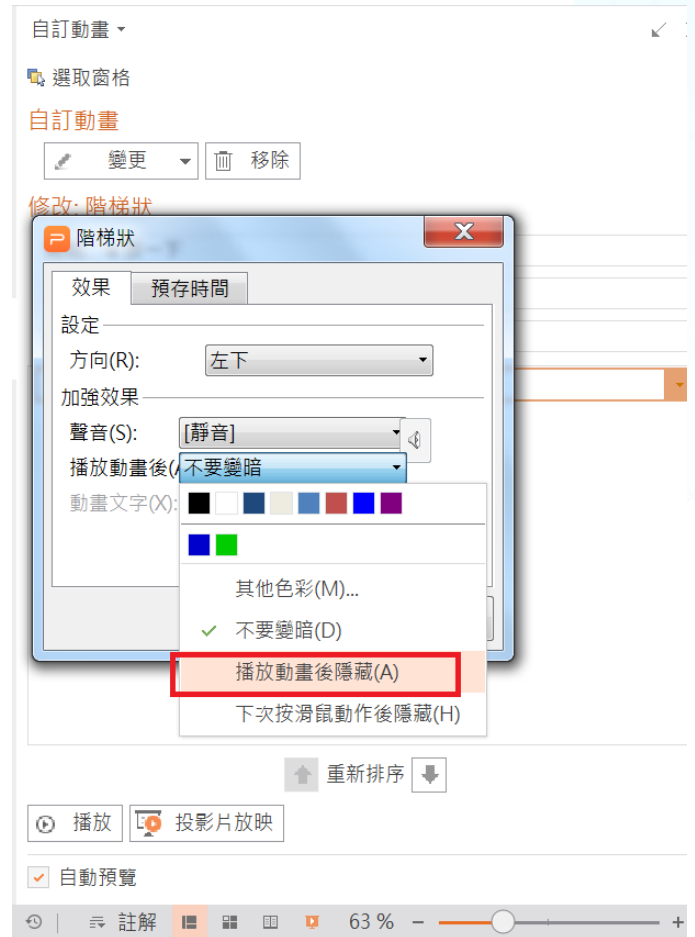 自訂動畫
選取窗格
自訂動畫
變更 移除
修改: 階梯狀
階梯狀
效果 預存時間
設定
方向(R): 左下
加強效果
聲音(S): [靜音]
播放動畫後( 不要變暗
動畫文字(X):
其他色彩(M)...
不要變暗(D)
播放動畫後隱藏(A)
下次按滑鼠動作後隱藏(H)
重新排序
播放 投影片放映
自動預覽
註解 63 %